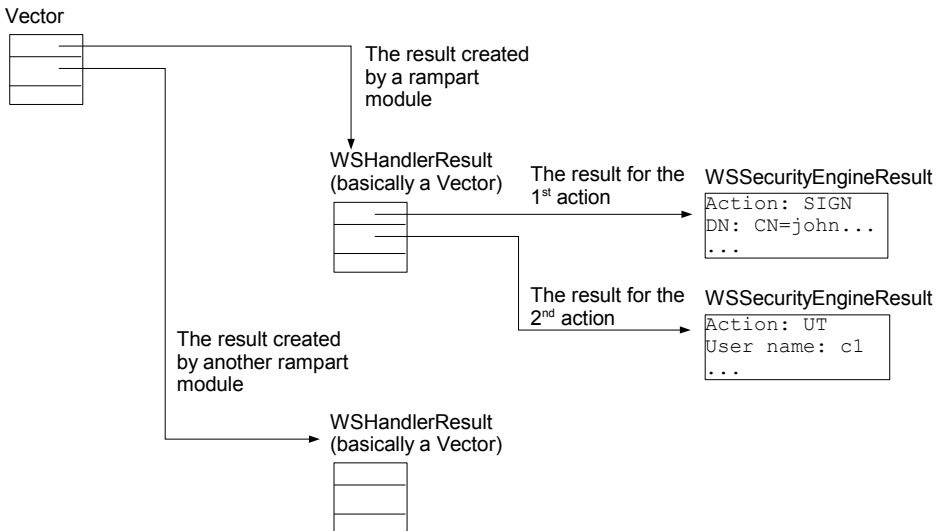 Vector
The result created
by a rampart
module
WSHandlerResult
(basically a Vector)
The result for the
1st action
WSSecurityEngineResult
Action: SIGN
DN: CN=john...
...
The result for the
2nd action
WSSecurityEngineResult
Action: UT
User name: c1
...
The result created
by another rampart
module
WSHandlerResult
(basically a Vector)